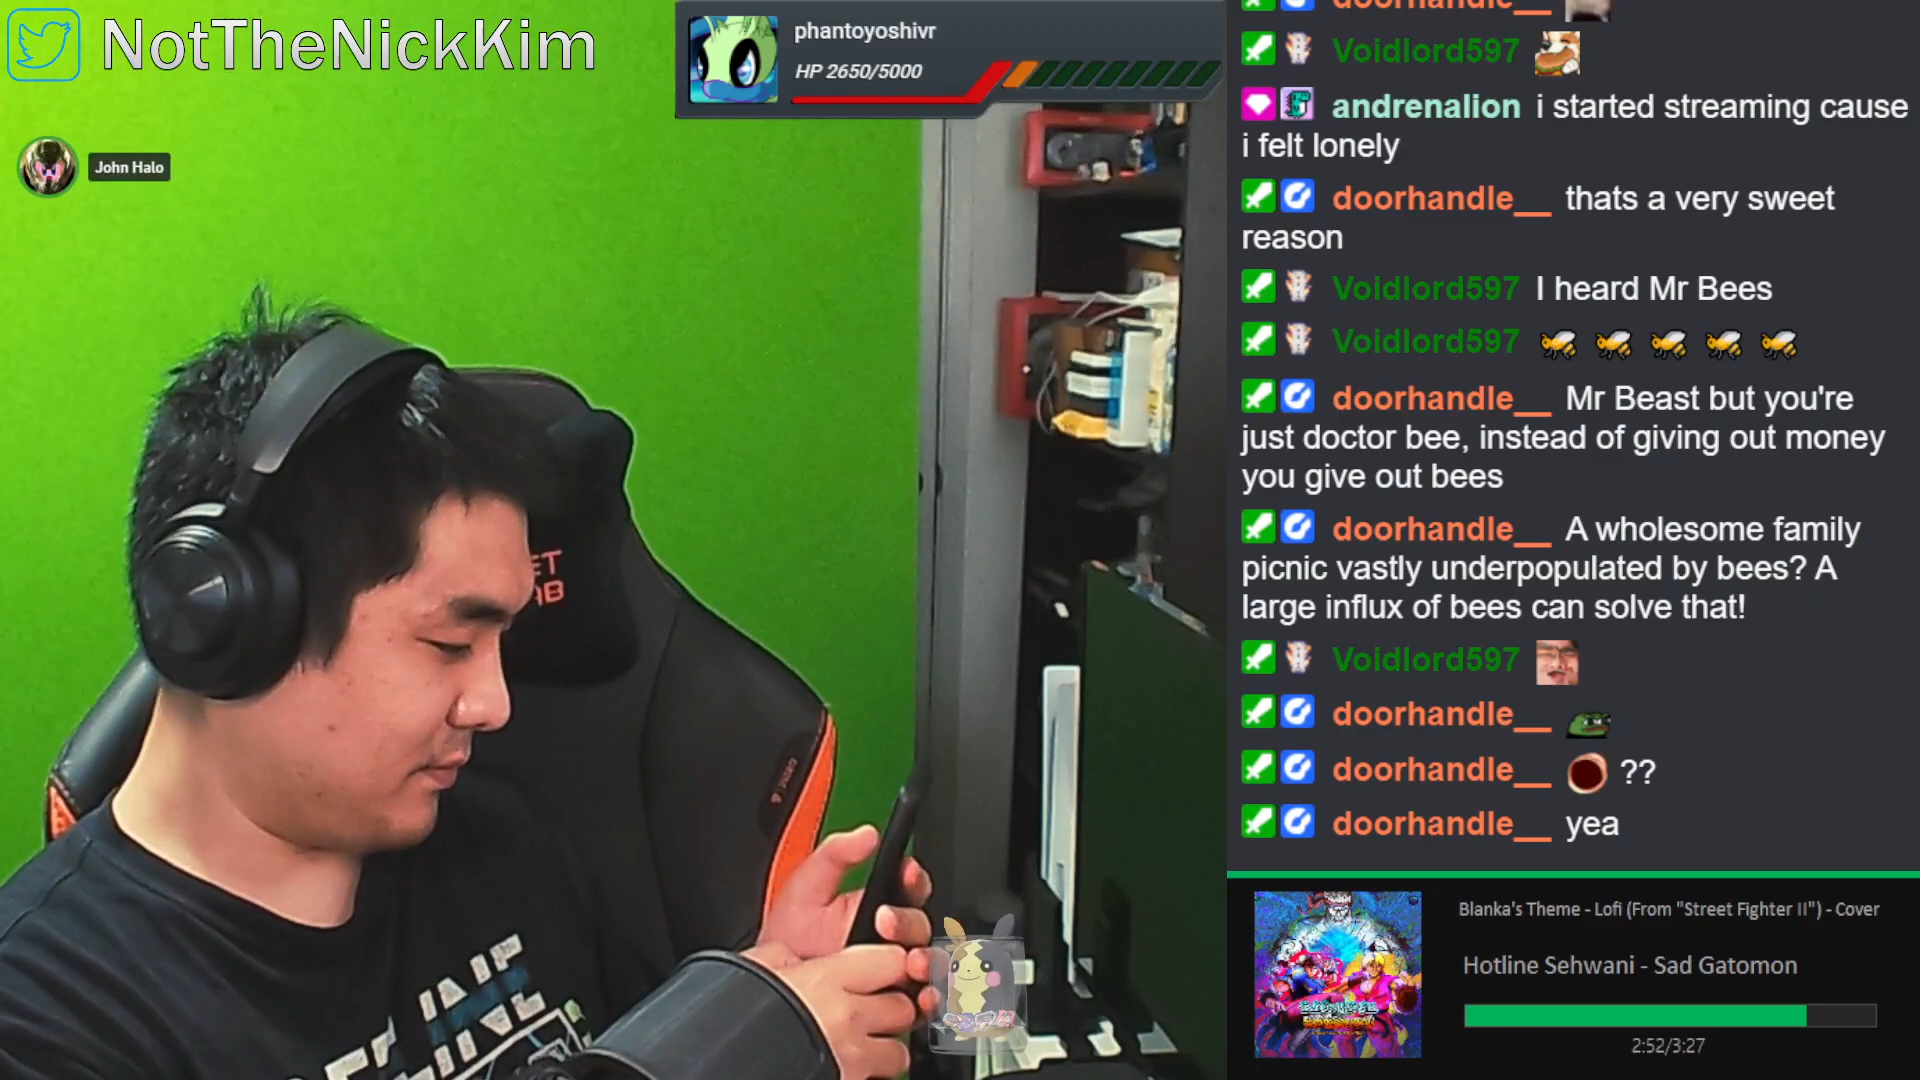 NotTheNickKim
phantoyoshivr
HP 2650/5000
John Halo
doorhandle__
Voidlord597
andrenalion i started streaming cause
i felt lonely
doorhandle__ thats a very sweet
reason
Voidlord597 I heard Mr Bees
Voidlord597
doorhandle__ Mr Beast but you're
just doctor bee, instead of giving out money
you give out bees
doorhandle__ A wholesome family
picnic vastly underpopulated by bees? A
large influx of bees can solve that!
Voidlord597
doorhandle__
doorhandle__ ??
doorhandle__ yea
Blanka's Theme - Lofi (From "Street Fighter II") - Cover
Hotline Sehwani - Sad Gatomon
2:52/3:27